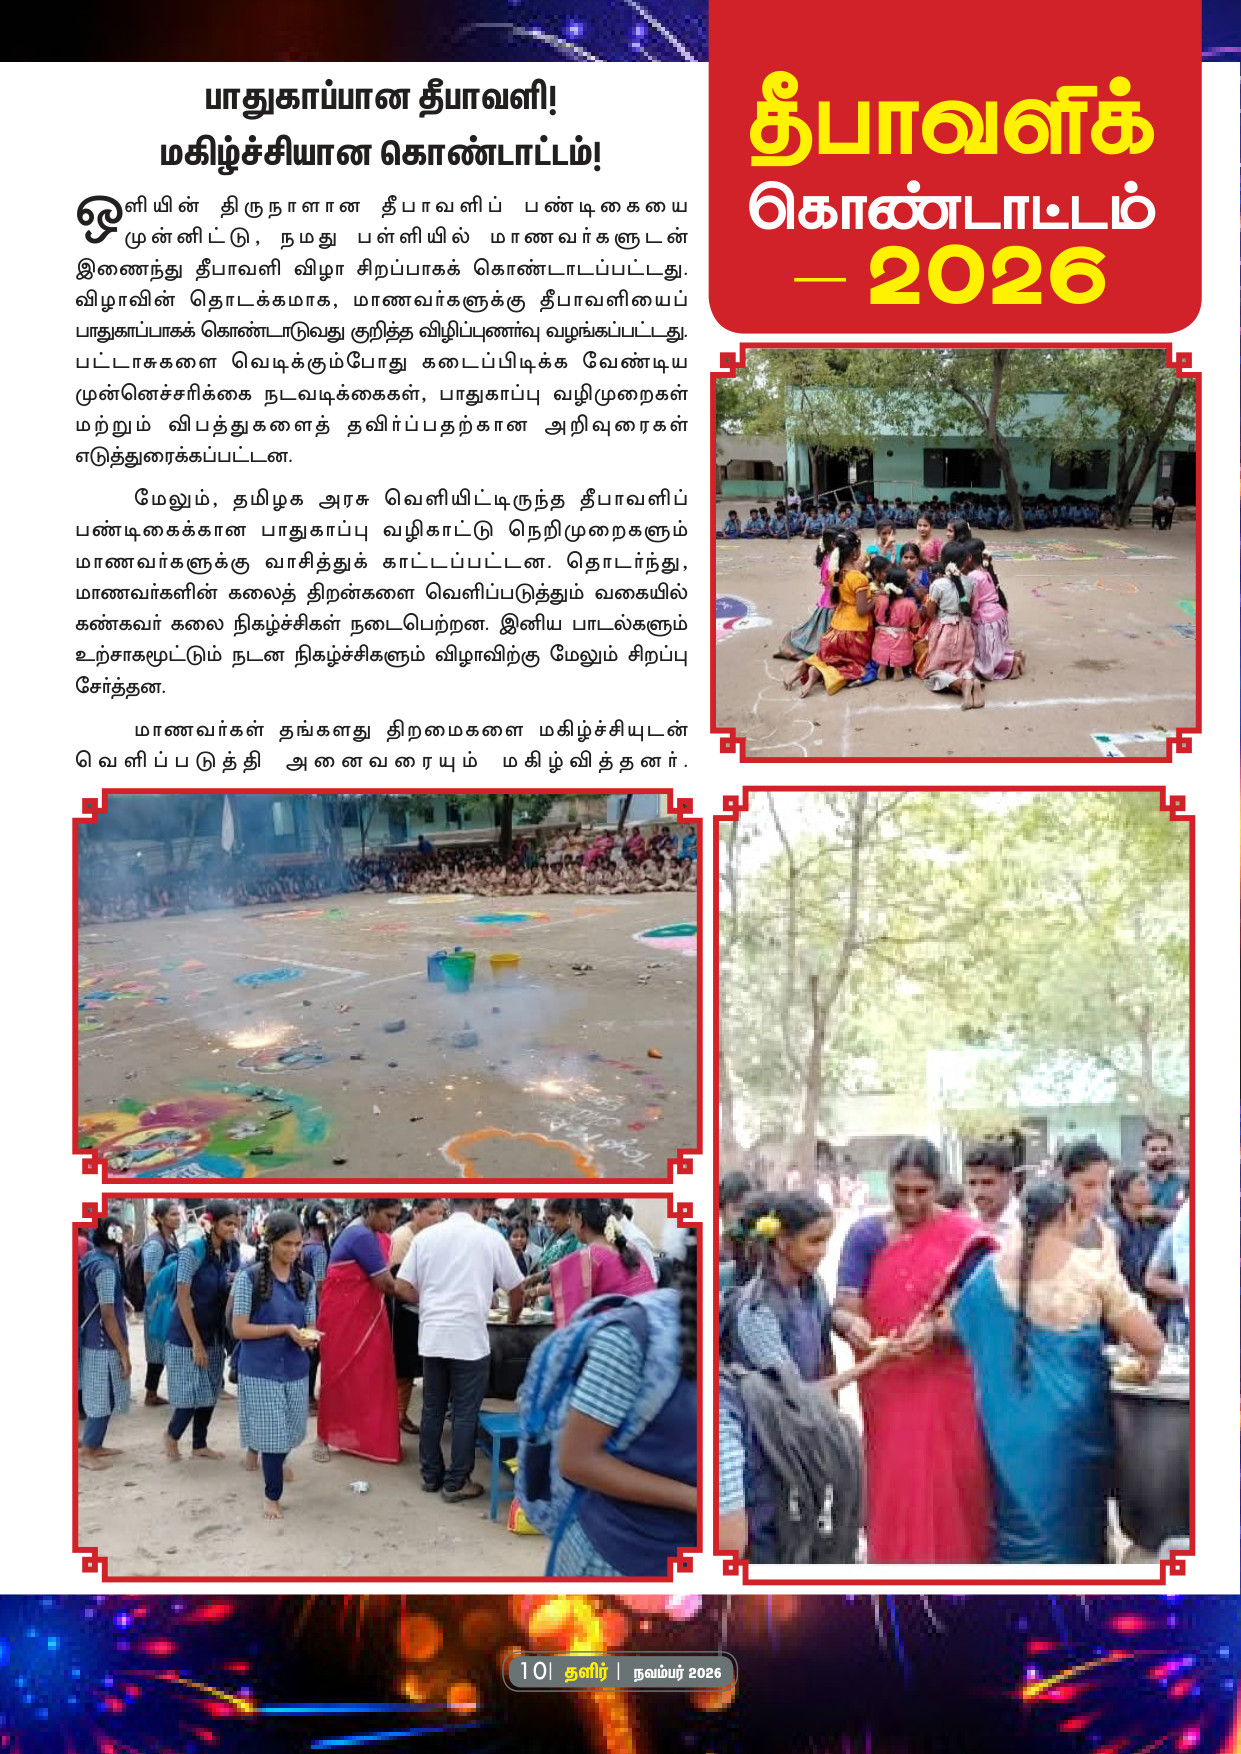 பாதுகாப்பான தீபாவளி!
மகிழ்ச்சியான கொண்டாட்டம்!
ஒளியின் திருநாளான தீபாவளிப் பண்டிகையை
முன்னிட்டு, நமது பள்ளியில் மாணவர்களுடன்
இணைந்து தீபாவளி விழா சிறப்பாகக் கொண்டாடப்பட்டது.
விழாவின் தொடக்கமாக, மாணவர்களுக்கு தீபாவளியைப்
பாதுகாப்பாகக் கொண்டாடுவது குறித்த விழிப்புணர்வு வழங்கப்பட்டது.
பட்டாசுகளை வெடிக்கும்போது கடைப்பிடிக்க வேண்டிய
முன்னெச்சரிக்கை நடவடிக்கைகள், பாதுகாப்பு வழிமுறைகள்
மற்றும் விபத்துகளைத் தவிர்ப்பதற்கான அறிவுரைகள்
எடுத்துரைக்கப்பட்டன.
மேலும், தமிழக அரசு வெளியிட்டிருந்த தீபாவளிப்
பண்டிகைக்கான பாதுகாப்பு வழிகாட்டு நெறிமுறைகளும்
மாணவர்களுக்கு வாசித்துக் காட்டப்பட்டன. தொடர்ந்து,
மாணவர்களின் கலைத் திறன்களை வெளிப்படுத்தும் வகையில்
கண்கவர் கலை நிகழ்ச்சிகள் நடைபெற்றன. இனிய பாடல்களும்
உற்சாகமூட்டும் நடன நிகழ்ச்சிகளும் விழாவிற்கு மேலும் சிறப்பு
சேர்த்தன.
மாணவர்கள் தங்களது திறமைகளை மகிழ்ச்சியுடன்
வெளிப்படுத்தி அனைவரையும் மகிழ்வித்தனர்.
தீபாவளிக்
கொண்டாட்டம்
– 2026
10| தளிர் | நவம்பர் 2026